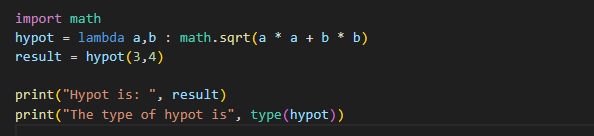 import math
hypot = lambda a,b : math.sqrt(a * a + b * b)
result = hypot(3,4)
print("Hypot is: ", result)
print("The type of hypot is", type(hypot))